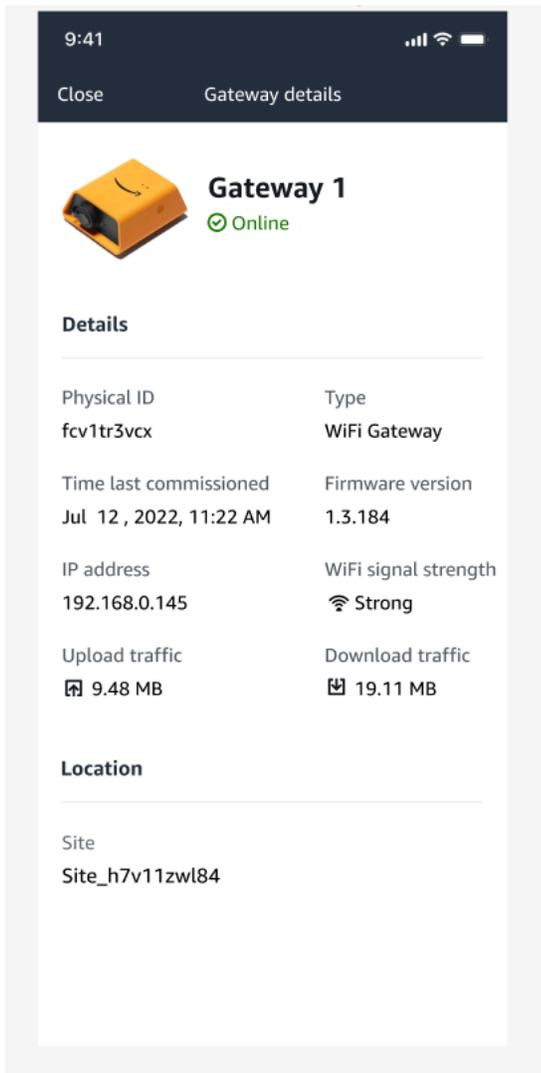 9:41
Close Gateway details
Gateway 1
Online
Details
Physical ID Type
fcv1tr3vcx WiFi Gateway
Time last commissioned Firmware version
Jul 12 , 2022, 11:22 AM 1.3.184
IP address WiFi signal strength
192.168.0.145 Strong
Upload traffic Download traffic
9.48 MB 19.11 MB
Location
Site
Site_h7v11zwl84